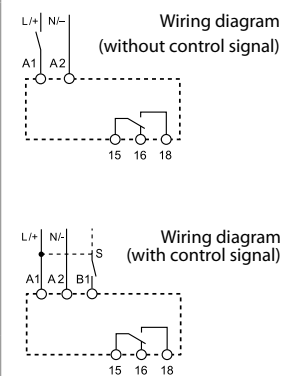 Wiring diagram
(without control signal)
L/+ N/–
A1 A2
15 16 18
Wiring diagram
(with control signal)
L/+ N/-
S
A1 A2 B1
15 16 18